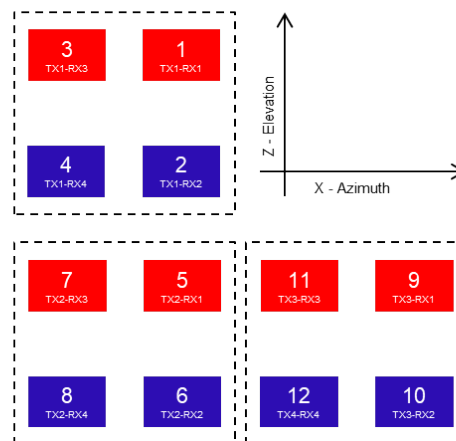 3 1
TX1-RX3 TX1-RX1
4 2
TX1-RX4 TX1-RX2
Z - Elevation
X - Azimuth
7 5 11 9
TX2-RX3 TX2-RX1 TX3-RX3 TX3-RX1
8 6 12 10
TX2-RX4 TX2-RX2 TX4-RX4 TX3-RX2